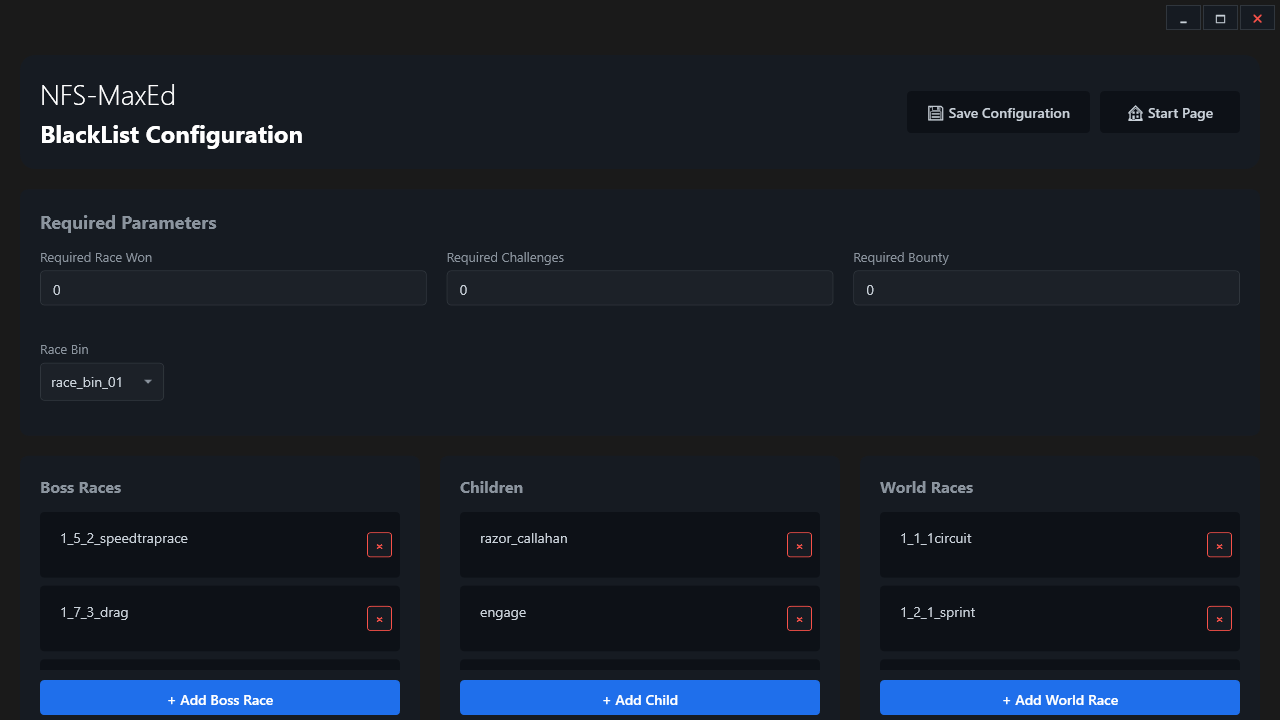 NFS-MaxEd
BlackList Configuration
Save Configuration
Start Page
Required Parameters
Required Race Won
Required Challenges
Required Bounty
0
0
0
Race Bin
race_bin_01
Boss Races
Children
World Races
1_5_2_speedtraprace
razor_callahan
1_1_1circuit
1_7_3_drag
engage
1_2_1_sprint
+ Add Boss Race
+ Add Child
+ Add World Race